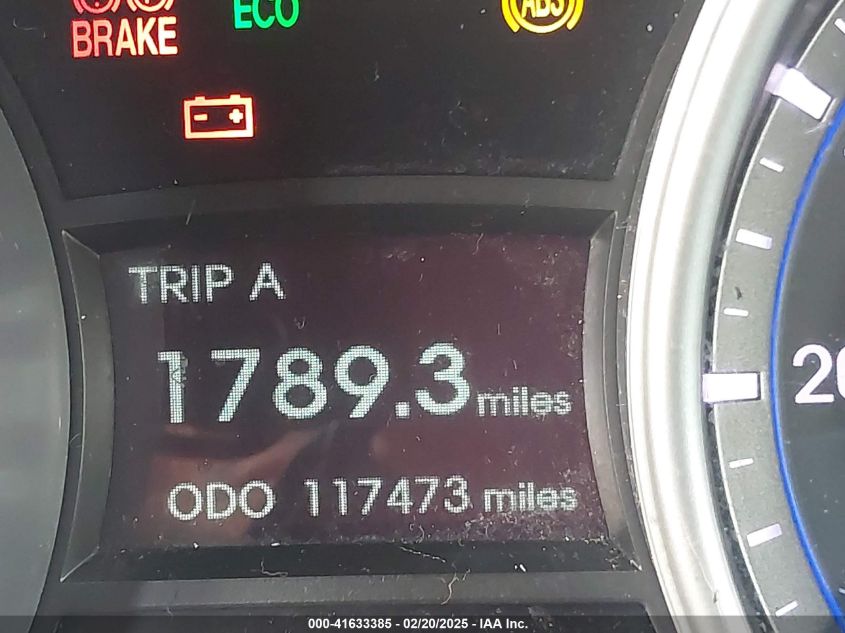 BRAKE ECO ABS
- +
TRIP A
1789.3 miles
ODO 117473 miles
20
000-41633385 - 02/20/2025 - IAA Inc.